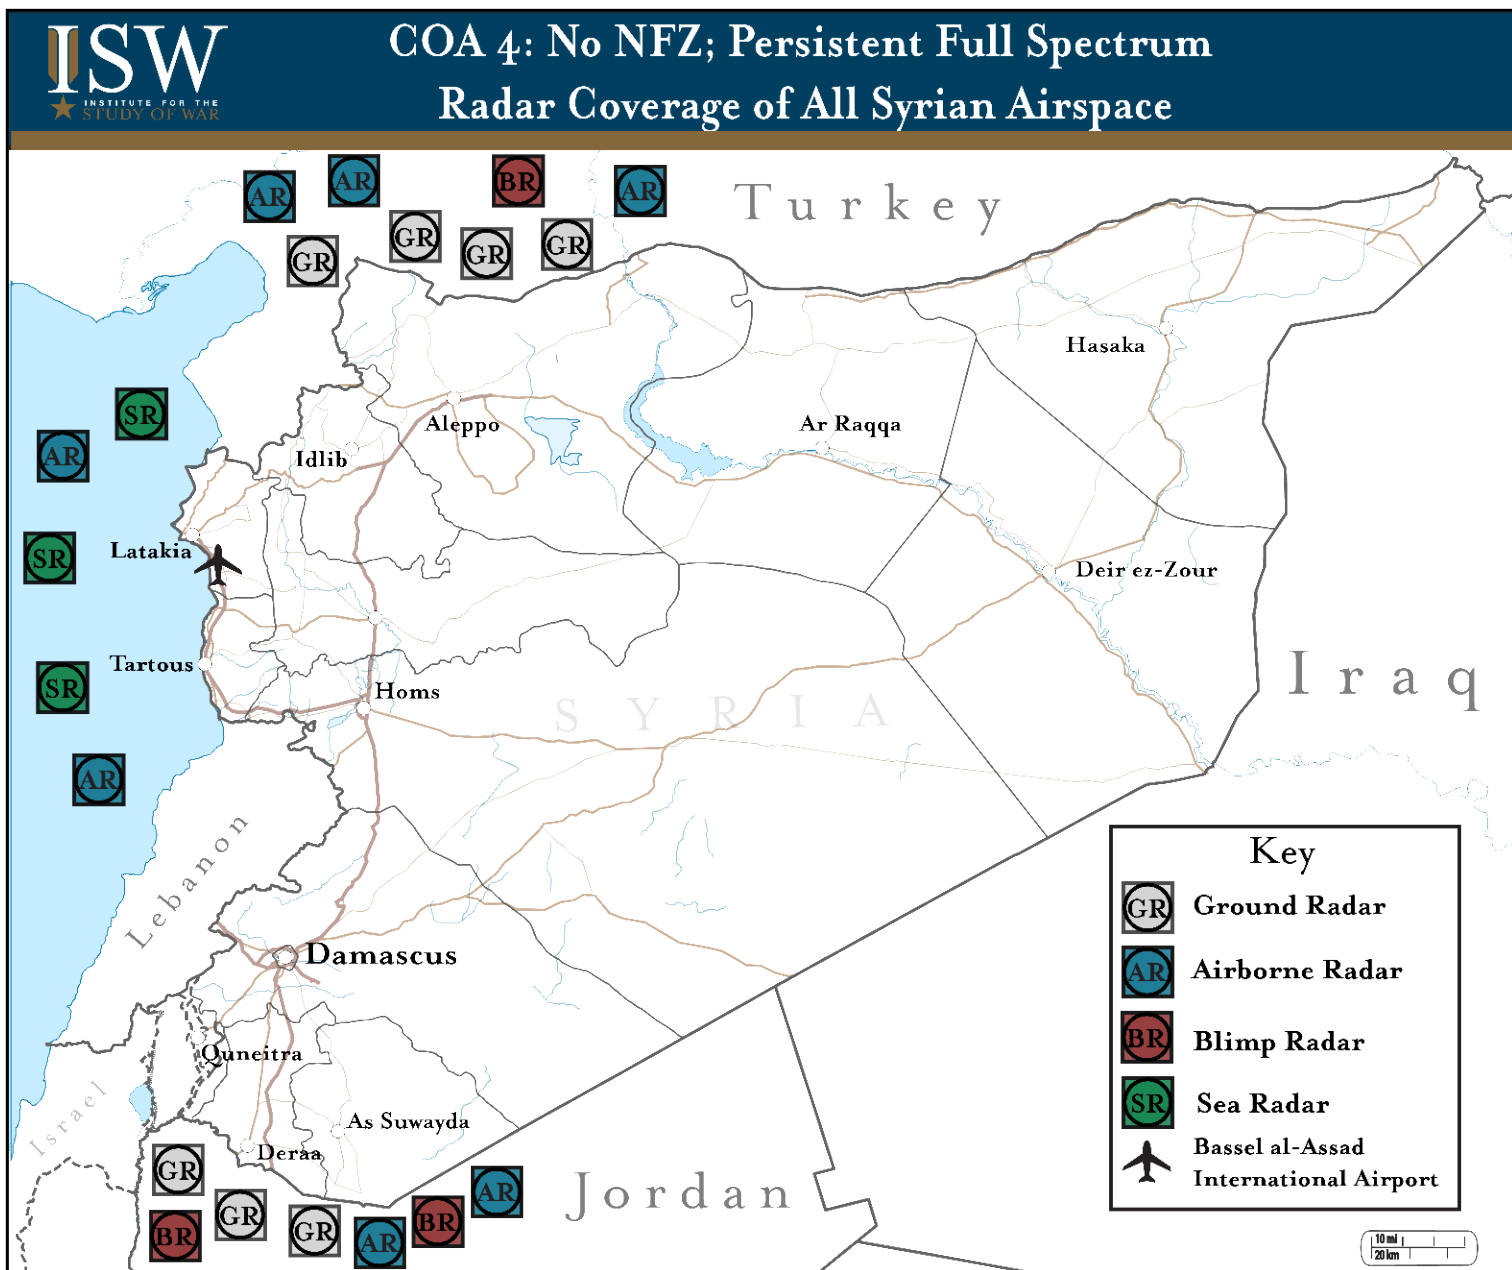 ISW
INSTITUTE FOR THE
STUDY OF WAR
COA 4: No NFZ; Persistent Full Spectrum
Radar Coverage of All Syrian Airspace
AR
AR
BR
AR
Turkey
GR
GR
GR
GR
Hasaka
SR
Aleppo
Ar Raqqa
AR
Idlib
Latakia
SR
Deir ez-Zour
Tartous
SR
Homs
SYRIA
Iraq
AR
Lebanon
Damascus
Quneitra
Israel
As Suwayda
Deraa
GR
GR
GR
BR
AR
BR
AR
Jordan
Key
GR Ground Radar
AR Airborne Radar
BR Blimp Radar
SR Sea Radar
Bassel al-Assad
International Airport
10 mi
20 km